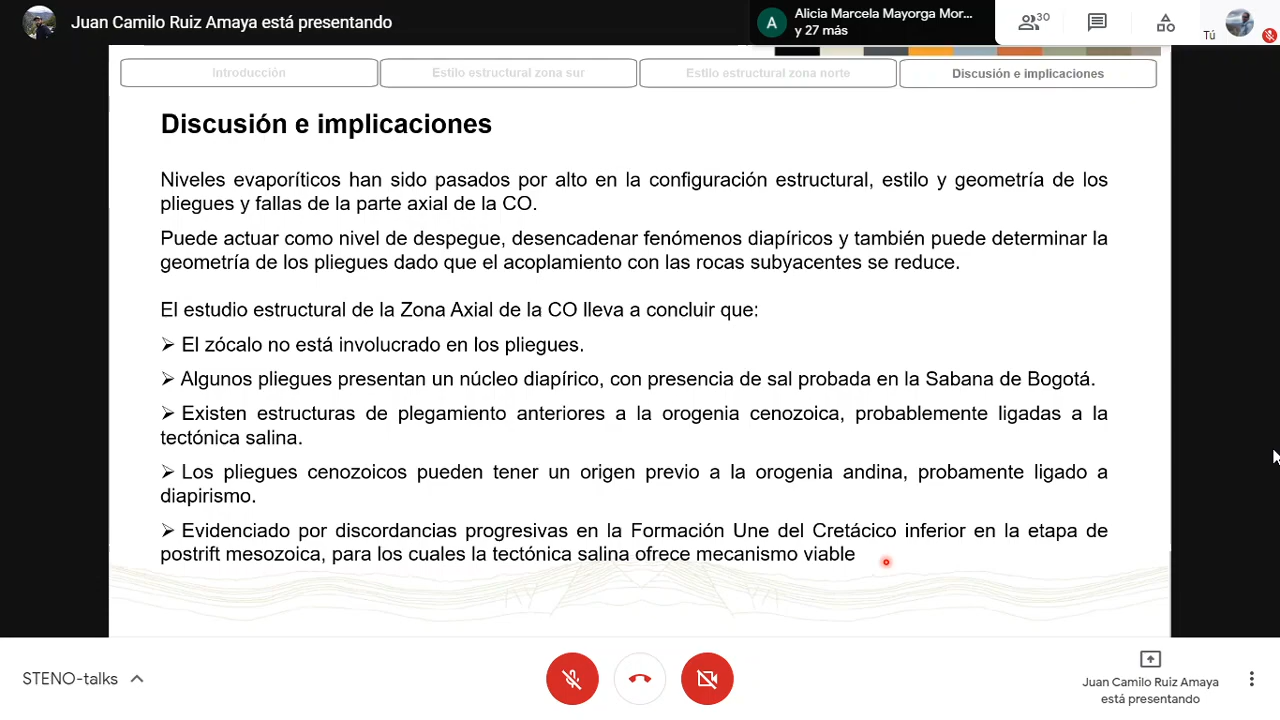 Juan Camilo Ruiz Amaya está presentando
Alicia Marcela Mayorga Mor...
y 27 más
A
30
Tú
Introducción
Estilo estructural zona sur
Estilo estructural zona norte
Discusión e implicaciones
Discusión e implicaciones
Niveles evaporíticos han sido pasados por alto en la configuración estructural, estilo y geometría de los
pliegues y fallas de la parte axial de la CO.
Puede actuar como nivel de despegue, desencadenar fenómenos diapíricos y también puede determinar la
geometría de los pliegues dado que el acoplamiento con las rocas subyacentes se reduce.
El estudio estructural de la Zona Axial de la CO lleva a concluir que:
➢ El zócalo no está involucrado en los pliegues.
➢ Algunos pliegues presentan un núcleo diapírico, con presencia de sal probada en la Sabana de Bogotá.
➢ Existen estructuras de plegamiento anteriores a la orogenia cenozoica, probablemente ligadas a la
tectónica salina.
➢ Los pliegues cenozoicos pueden tener un origen previo a la orogenia andina, probamente ligado a
diapirismo.
➢ Evidenciado por discordancias progresivas en la Formación Une del Cretácico inferior en la etapa de
postrift mesozoica, para los cuales la tectónica salina ofrece mecanismo viable
STENO-talks
Juan Camilo Ruiz Amaya
está presentando